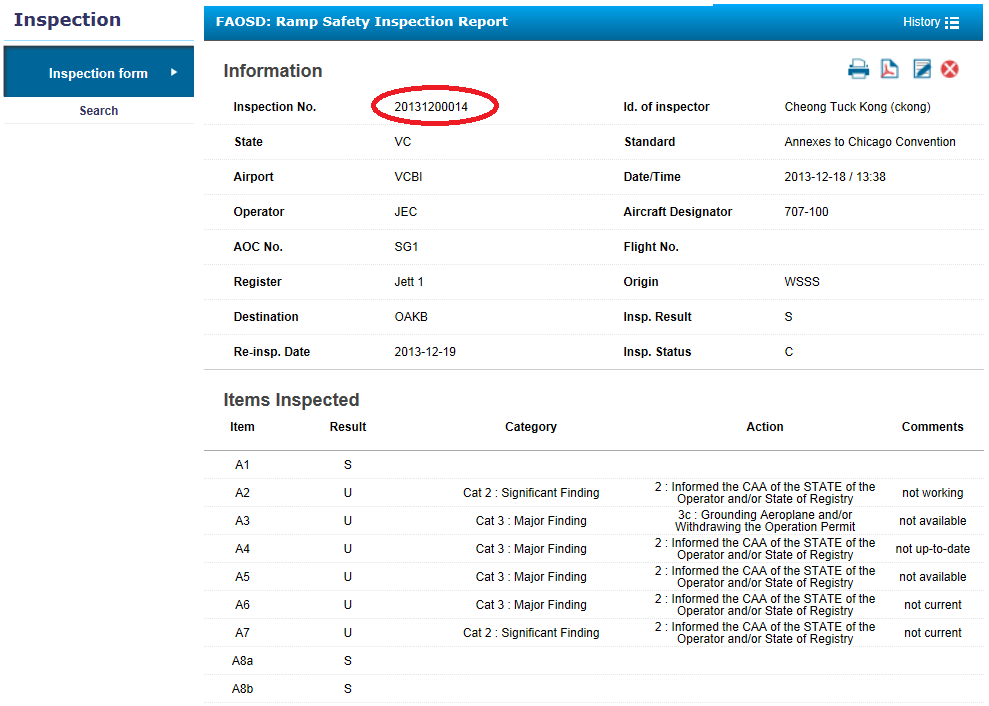 Inspection
Inspection form
Search
FAOSD: Ramp Safety Inspection Report
History
Information
Inspection No. 20131200014 Id. of inspector Cheong Tuck Kong (ckong)
State VC Standard Annexes to Chicago Convention
Airport VCBI Date/Time 2013-12-18 / 13:38
Operator JEC Aircraft Designator 707-100
AOC No. SG1 Flight No.
Register Jett 1 Origin WSSS
Destination OAKB Insp. Result S
Re-insp. Date 2013-12-19 Insp. Status C
Items Inspected
Item Result Category Action Comments
A1 S
A2 U Cat 2 : Significant Finding 2 : Informed the CAA of the STATE of the
Operator and/or State of Registry not working
A3 U Cat 3 : Major Finding 3c : Grounding Aeroplane and/or
Withdrawing the Operation Permit not available
A4 U Cat 3 : Major Finding 2 : Informed the CAA of the STATE of the
Operator and/or State of Registry not up-to-date
A5 U Cat 3 : Major Finding 2 : Informed the CAA of the STATE of the
Operator and/or State of Registry not available
A6 U Cat 3 : Major Finding 2 : Informed the CAA of the STATE of the
Operator and/or State of Registry not current
A7 U Cat 2 : Significant Finding 2 : Informed the CAA of the STATE of the
Operator and/or State of Registry not current
A8a S
A8b S